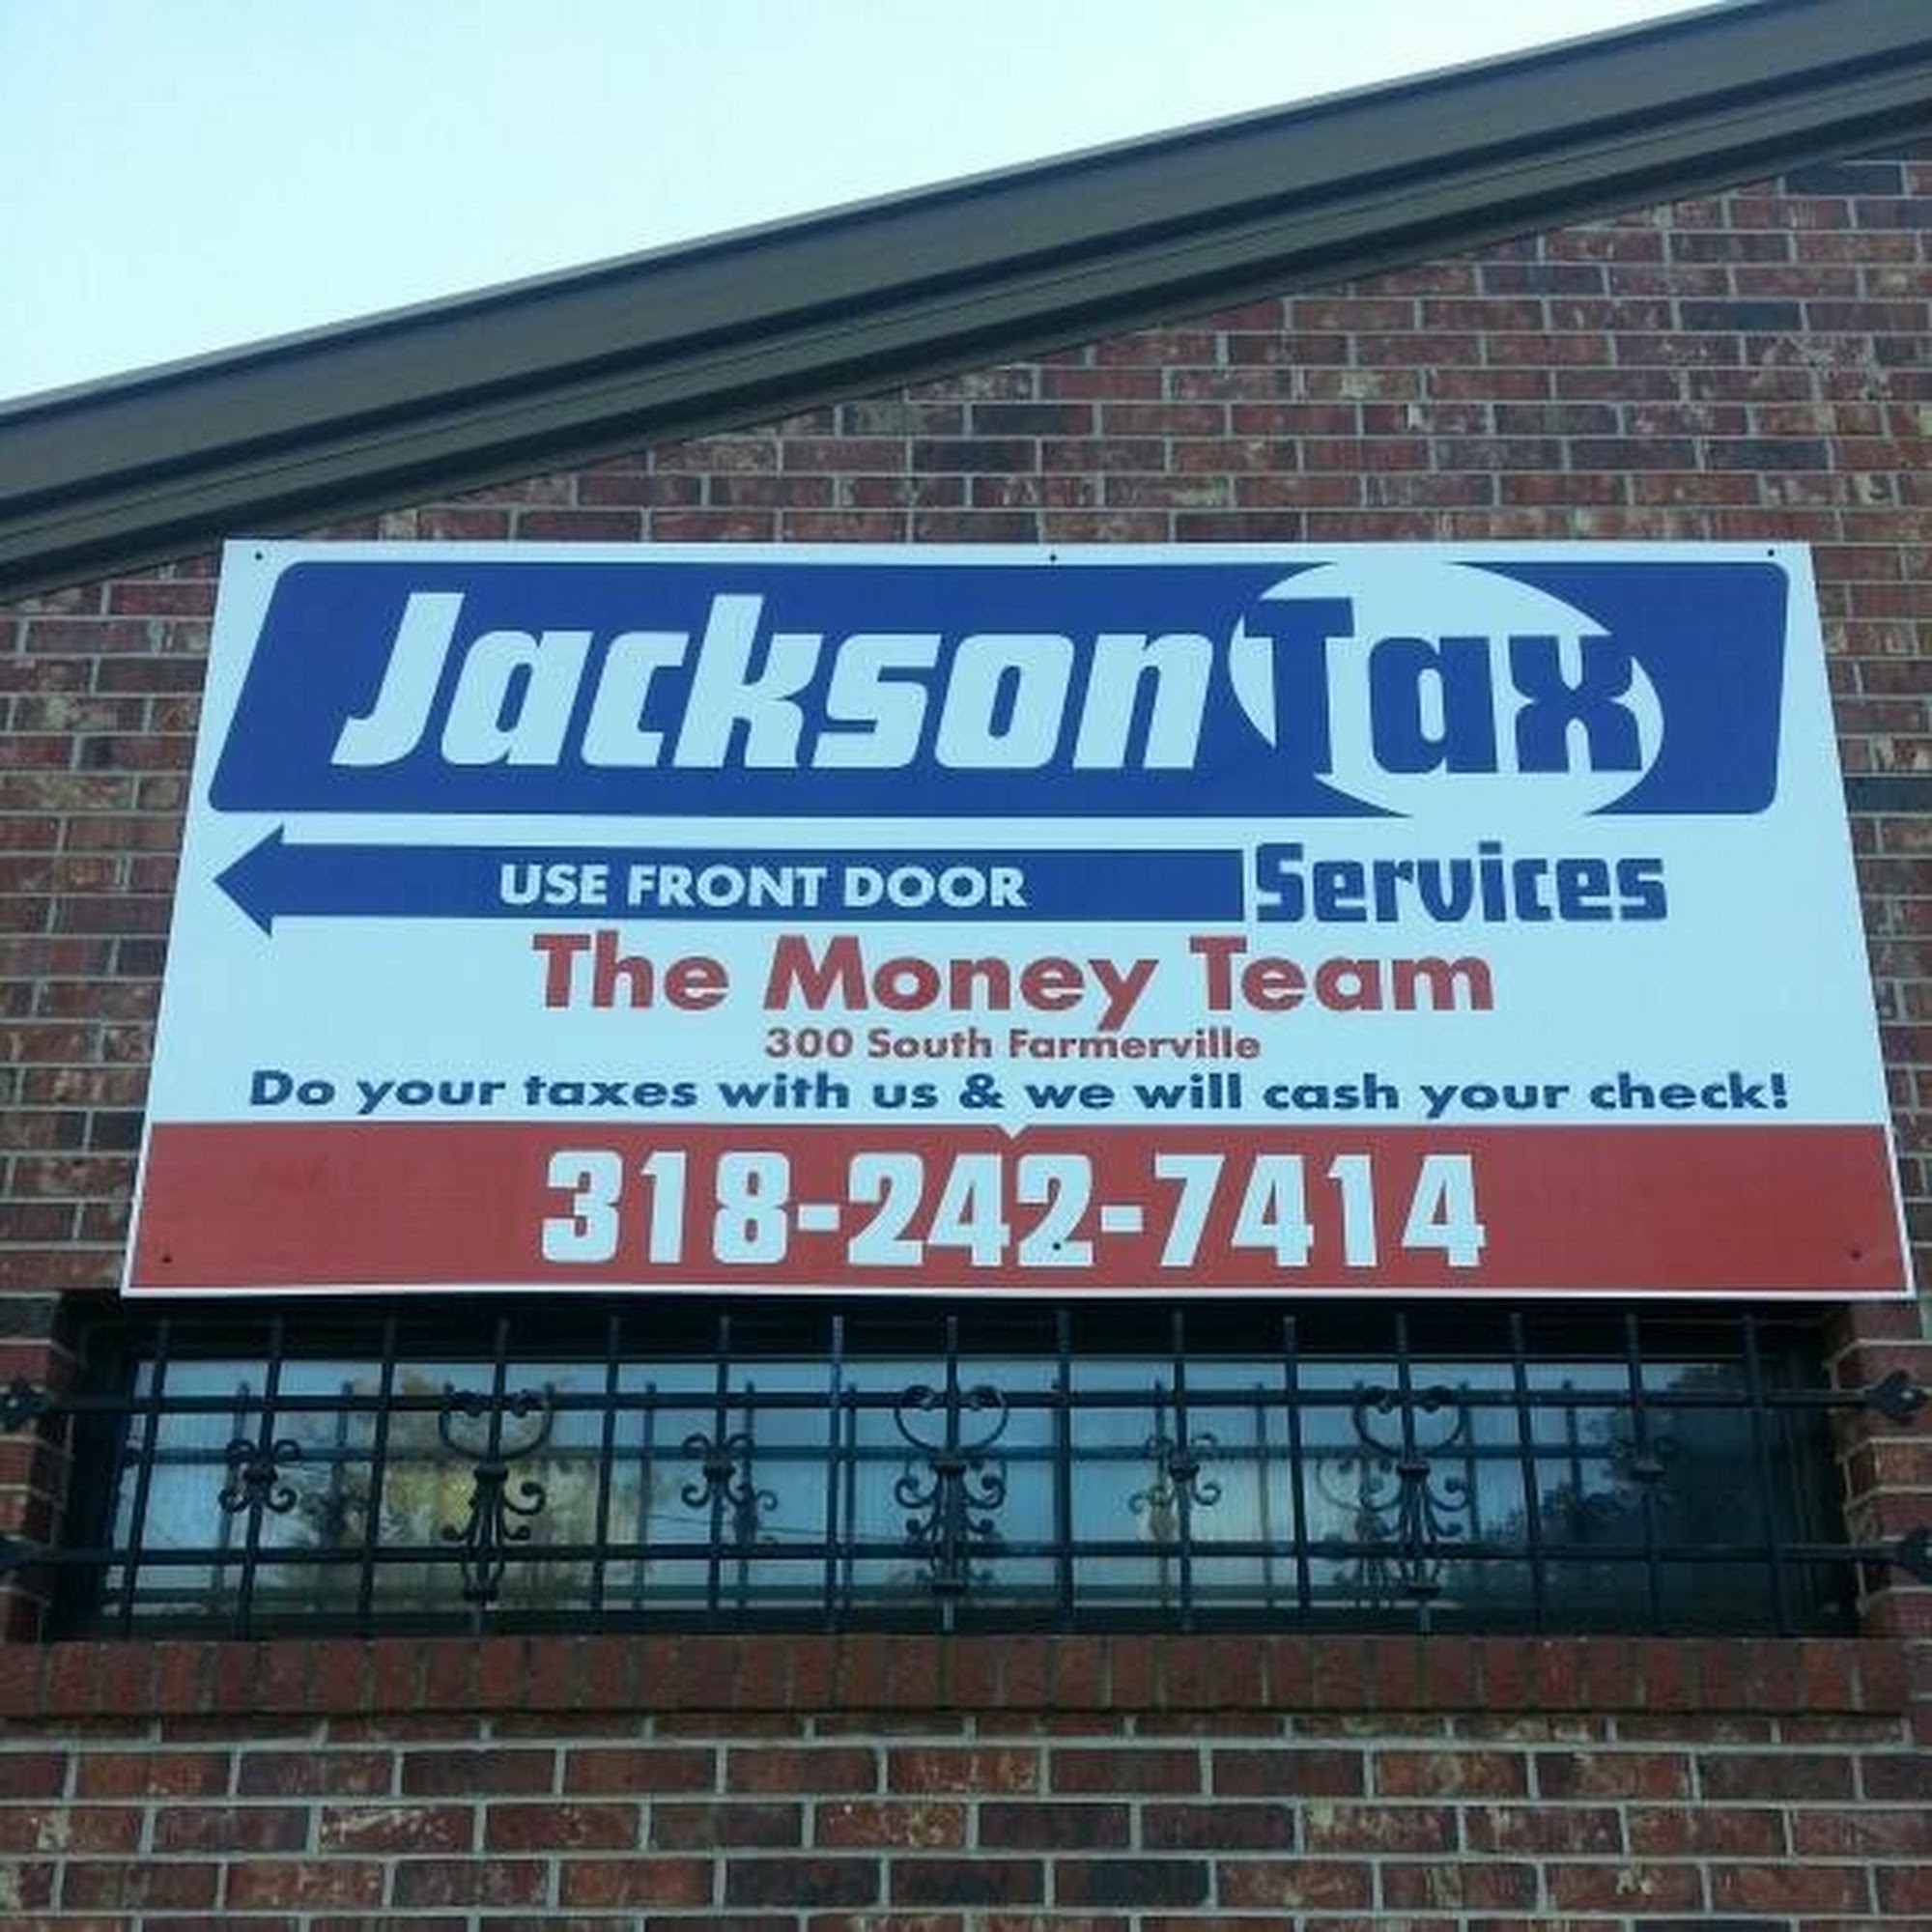 Jackson Tax
USE FRONT DOOR Services
The Money Team
300 South Farmerville
Do your taxes with us & we will cash your check!
318-242-7414